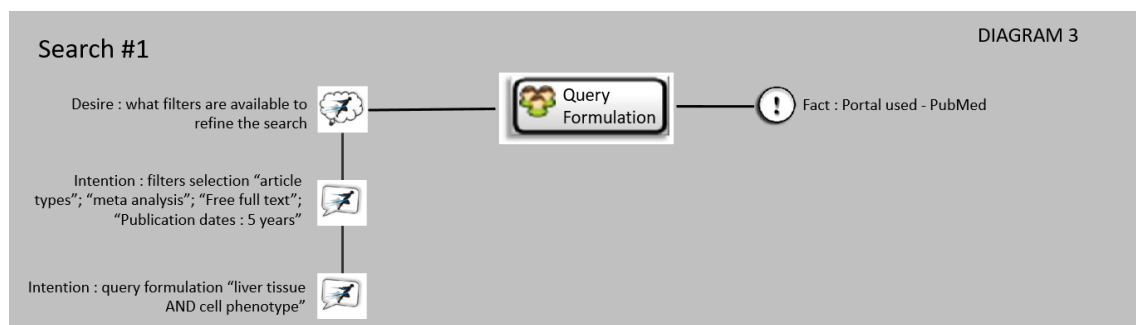 DIAGRAM 3
Search #1
Desire : what filters are available to
refine the search
Query
Formulation
Fact : Portal used - PubMed
Intention : filters selection “article
types”; “meta analysis”; “Free full text”;
“Publication dates : 5 years”
Intention : query formulation “liver tissue
AND cell phenotype”